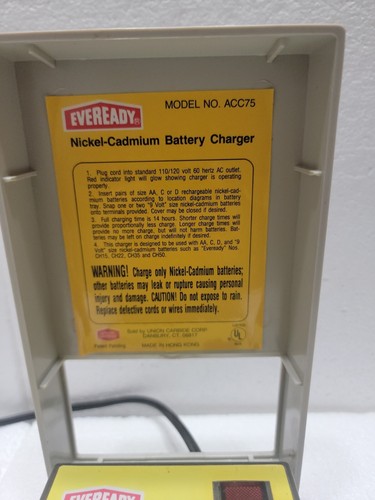 EVEREADY®
MODEL NO. ACC75
Nickel-Cadmium Battery Charger
1. Plug cord into standard 110/120 volt 60 hertz AC outlet.
Red indicator light will glow showing charger is operating
properly.
2. Insert pairs of size AA, C or D rechargeable nickel-cad-
mium batteries according to location diagrams in battery
tray. Snap one or two "9 Volt" size nickel-cadmium batteries
onto terminals provided. Cover may be closed if desired.
3. Full charging time is 14 hours. Shorter charge times will
provide proportionally less charge. Longer charge times will
provide no more charge, but will not harm batteries. Bat-
teries may be left on charge indefinitely if desired.
4. This charger is designed to be used with AA, C, D, and "9
Volt" size nickel-cadmium batteries such as "Eveready" Nos.
CH15, CH22, CH35 and CH50.
WARNING! Charge only Nickel-Cadmium batteries;
other batteries may leak or rupture causing personal
injury and damage. CAUTION! Do not expose to rain.
Replace defective cords or wires immediately.
Sold by UNION CARBIDE CORP.
DANBURY, CT 06817
Patent Pending
MADE IN HONG KONG
UL
EVEREADY